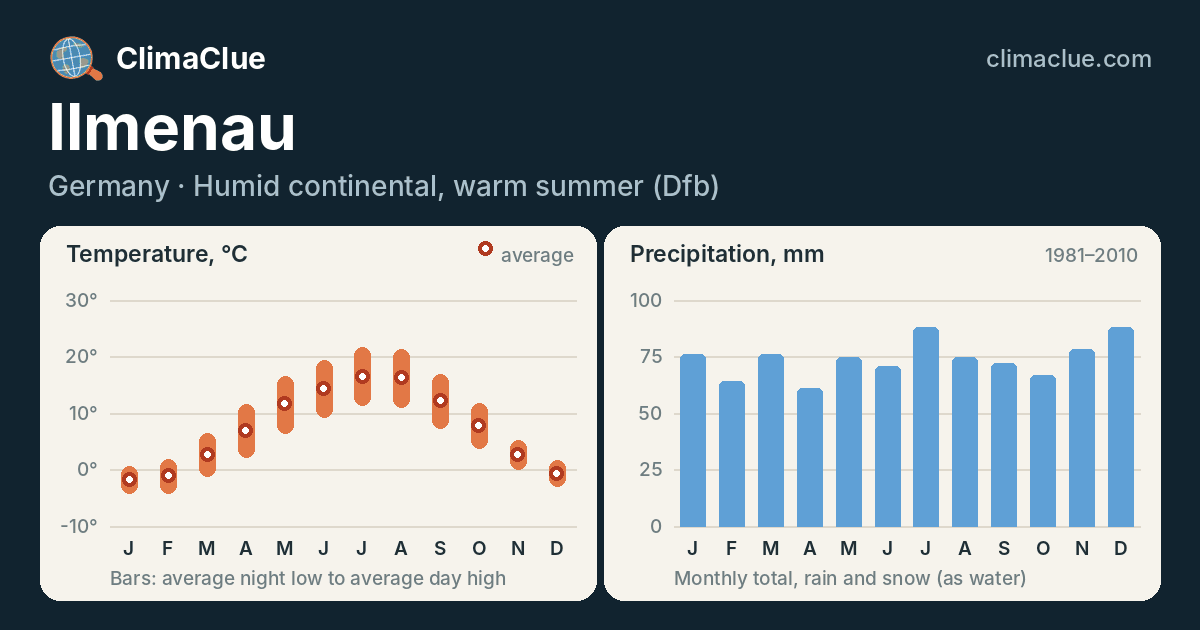 ClimaClue
climaclue.com
Ilmenau
Germany · Humid continental, warm summer (Dfb)
Temperature, °C
average
30°
20°
10°
0°
-10°
J F M A M J J A S O N D
Bars: average night low to average day high
Precipitation, mm
1981–2010
100
75
50
25
0
J F M A M J J A S O N D
Monthly total, rain and snow (as water)